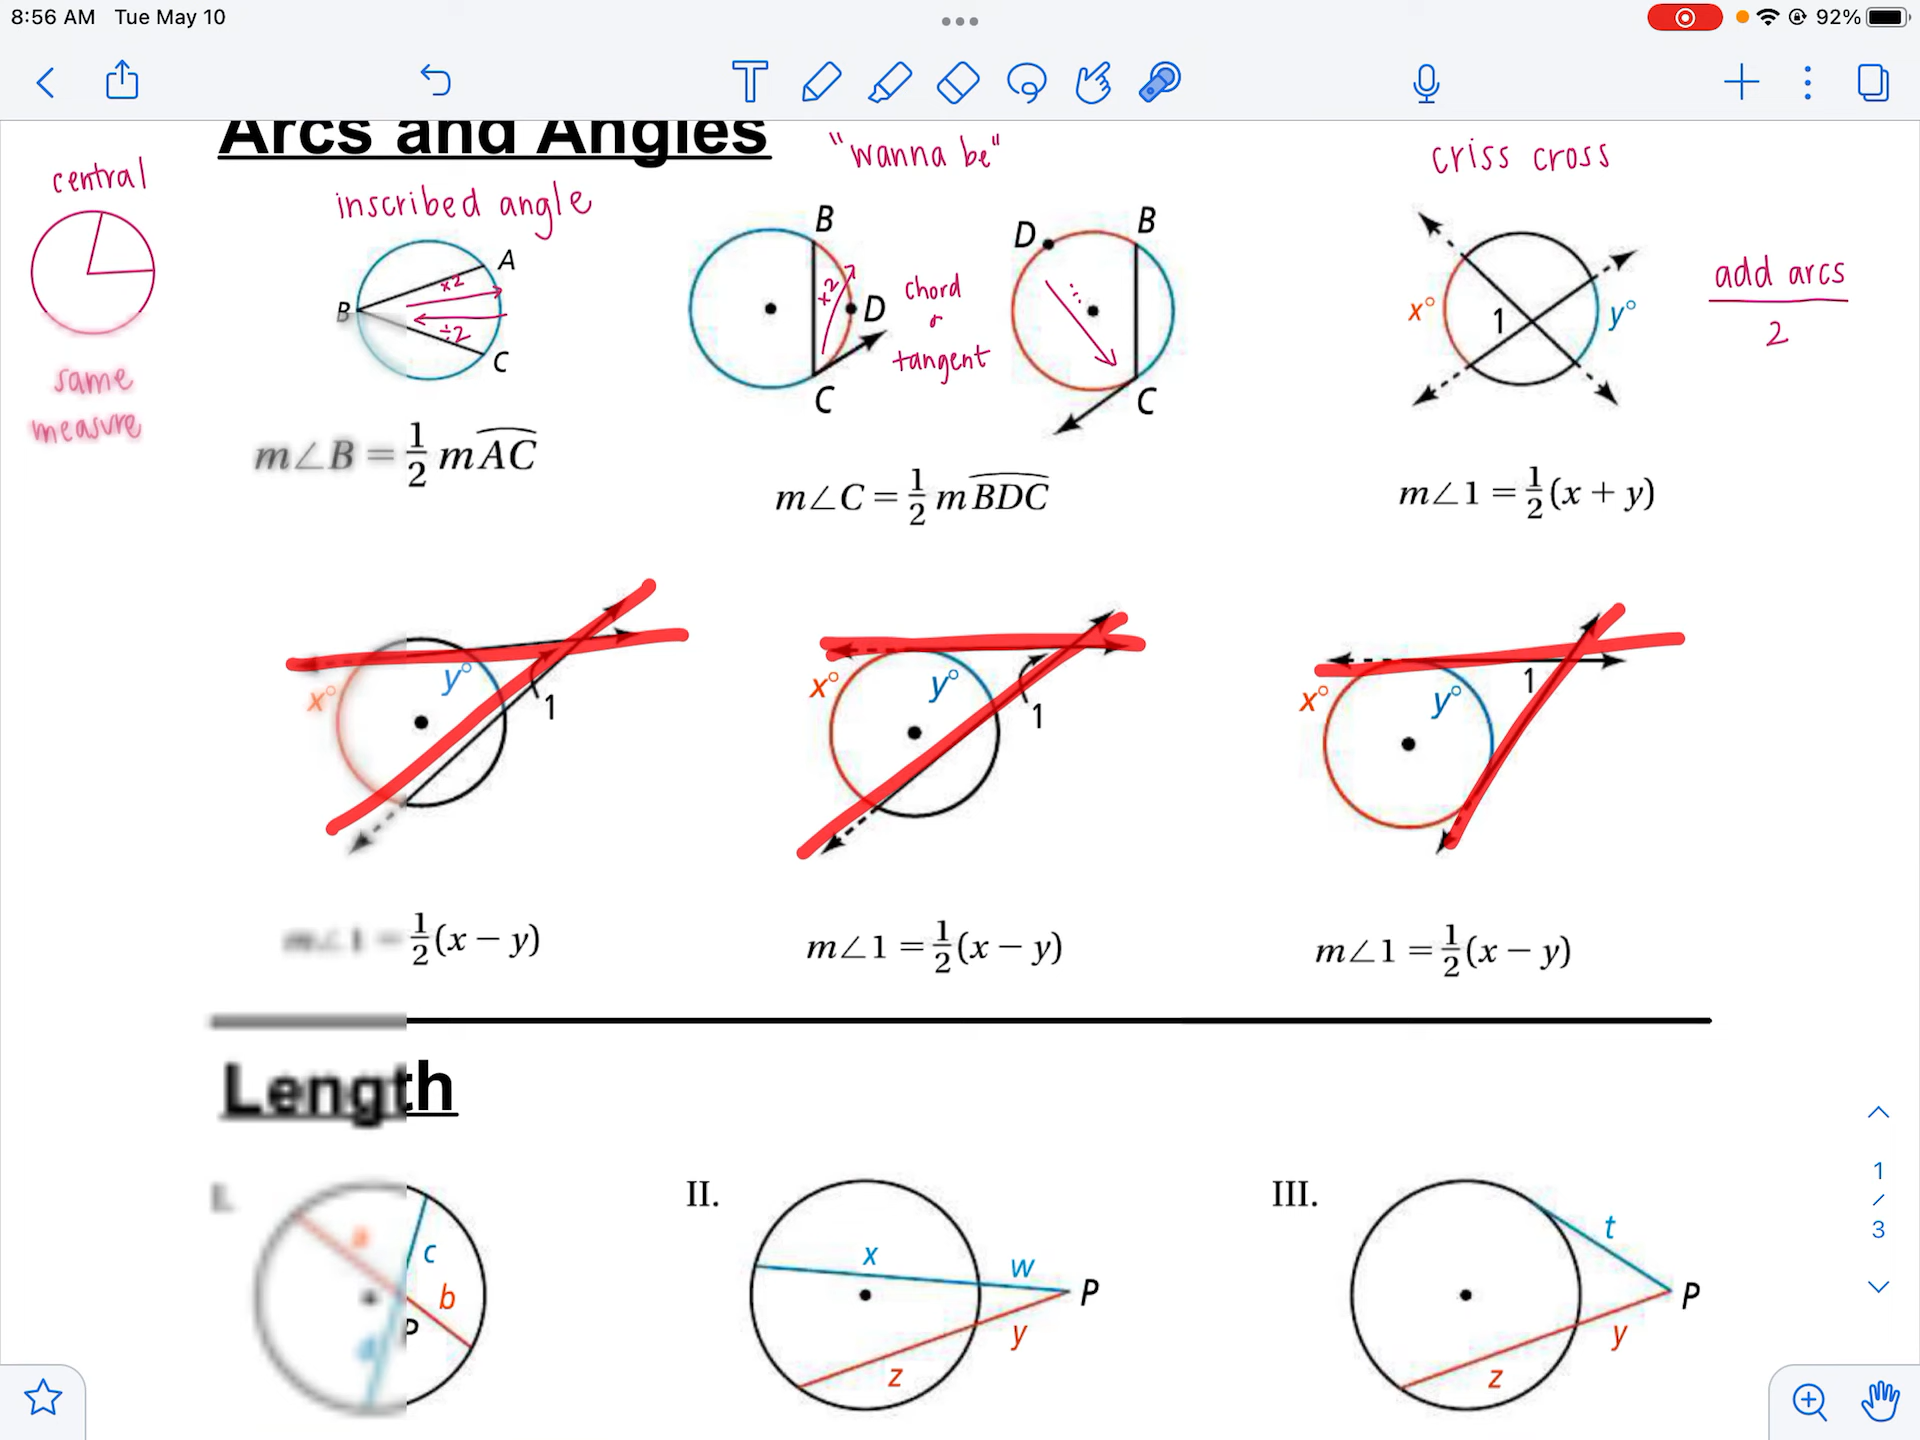 8:56 AM Tue May 10
92%
Arcs and Angles
"wanna be"
criss cross
central
inscribed angle
same
measure
A
B
C
×2
÷2
B
D
C
×2
chord
&
tangent
D
B
C
x°
1
y°
add arcs
2
m∠B = 1/2 mAC
m∠C = 1/2 mBDC
m∠1 = 1/2 (x + y)
x°
y°
1
x°
y°
1
x°
y°
1
m∠1 = 1/2 (x − y)
m∠1 = 1/2 (x − y)
m∠1 = 1/2 (x − y)
Length
a
c
b
P
d
II.
x
w
P
y
z
III.
t
P
y
z
1
/
3